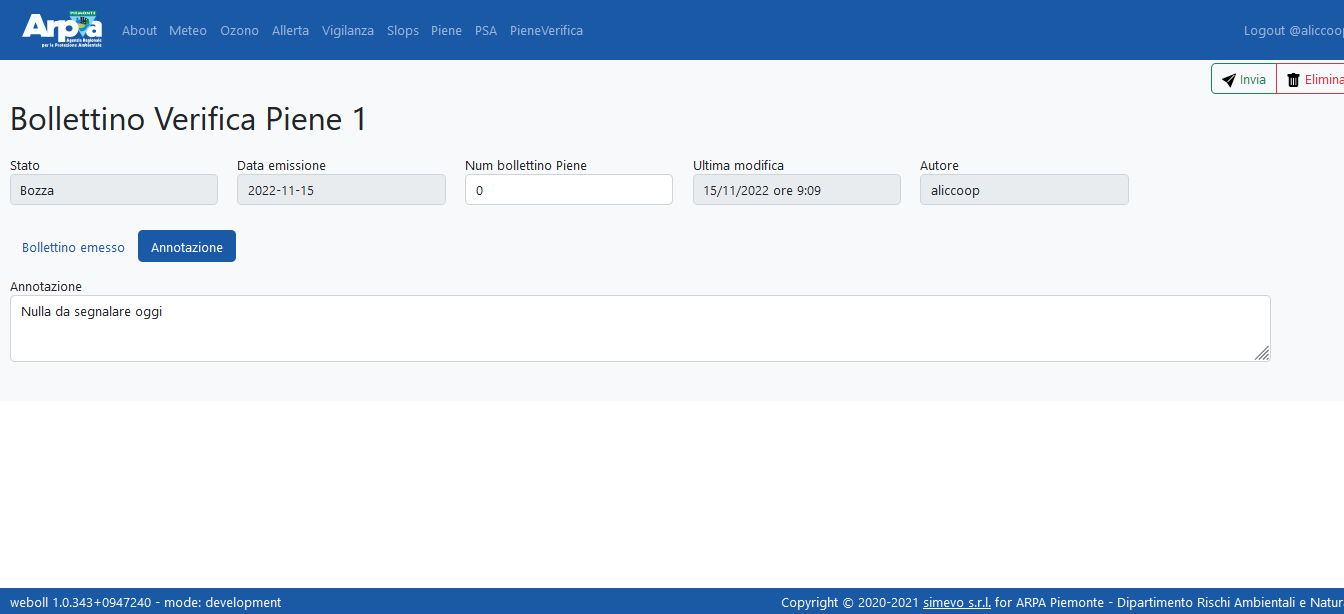 PIEMONTE
Arpa
Agenzia Regionale
per la Protezione Ambientale
About Meteo Ozono Allerta Vigilanza Slops Piene PSA PieneVerifica Logout @aliccoop
Invia Elimina
Bollettino Verifica Piene 1
Stato Data emissione Num bollettino Piene Ultima modifica Autore
Bozza 2022-11-15 0 15/11/2022 ore 9:09 aliccoop
Bollettino emesso Annotazione
Annotazione
Nulla da segnalare oggi
weboll 1.0.343+0947240 - mode: development Copyright © 2020-2021 simevo s.r.l. for ARPA Piemonte - Dipartimento Rischi Ambientali e Natur